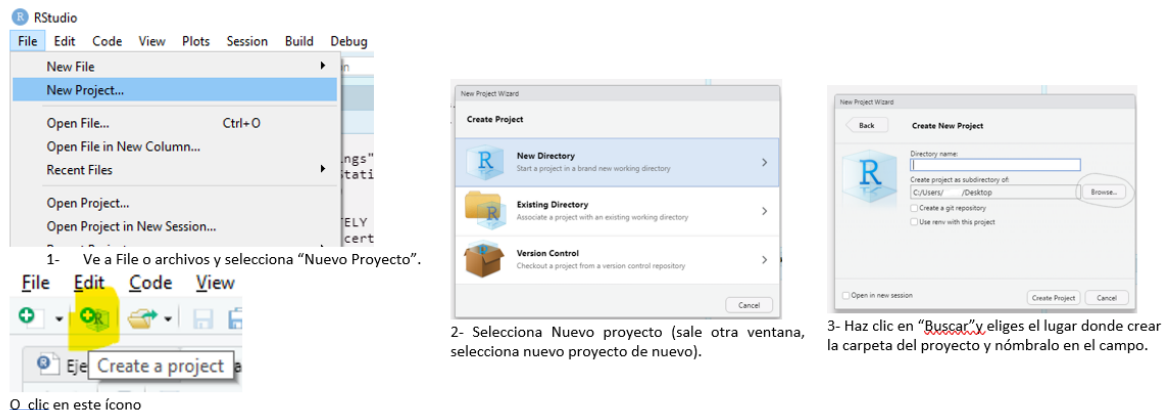 RStudio
File Edit Code View Plots Session Build Debug
New File
New Project...
Open File... Ctrl+O
Open File in New Column...
Recent Files
Open Project...
Open Project in New Session...
1- Ve a File o archivos y selecciona “Nuevo Proyecto”.
File Edit Code View
Eje
Create a project
O clic en este ícono
New Project Wizard
Create Project
New Directory
Start a project in a brand new working directory
Existing Directory
Associate a project with an existing working directory
Version Control
Checkout a project from a version control repository
Cancel
2- Selecciona Nuevo proyecto (sale otra ventana,
selecciona nuevo proyecto de nuevo).
New Project Wizard
Back
Create New Project
Directory name:
Create project as subdirectory of:
C:/Users/ /Desktop
Browse...
Create a git repository
Use renv with this project
Open in new session
Create Project
Cancel
3- Haz clic en “Buscar”y eliges el lugar donde crear
la carpeta del proyecto y nómbralo en el campo.